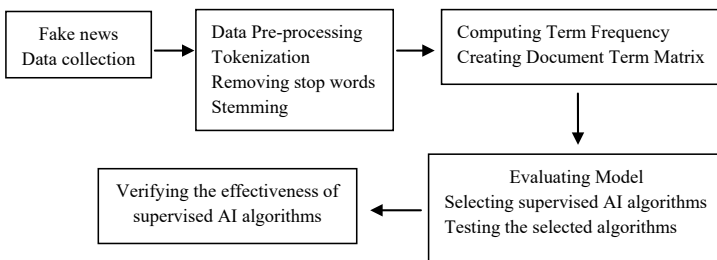 Fake news
Data collection
Data Pre-processing
Tokenization
Removing stop words
Stemming
Computing Term Frequency
Creating Document Term Matrix
Evaluating Model
Selecting supervised AI algorithms
Testing the selected algorithms
Verifying the effectiveness of
supervised AI algorithms